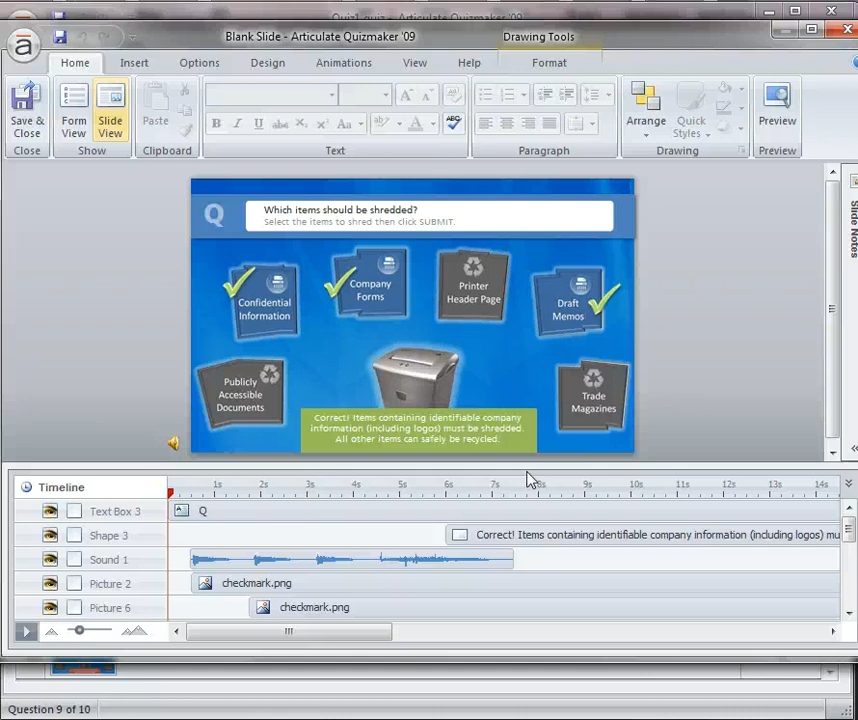 Quiz1.quiz - Articulate Quizmaker '09
Blank Slide - Articulate Quizmaker '09
Drawing Tools
Home
Insert
Options
Design
Animations
View
Help
Format
Save & Close
Form View
Slide View
Paste
Arrange
Quick Styles
Preview
Close
Show
Clipboard
Text
Paragraph
Drawing
Preview
Slide Notes
Q
Which items should be shredded?
Select the items to shred then click SUBMIT.
Confidential
Information
Company
Forms
Printer
Header Page
Draft
Memos
Publicly
Accessible
Documents
Trade
Magazines
Correct! Items containing identifiable company
information (including logos) must be shredded.
All other items can safely be recycled.
Timeline
1s 2s 3s 4s 5s 6s 7s 8s 9s 10s 11s 12s 13s 14s
Text Box 3 Q
Shape 3 Correct! Items containing identifiable company information (including logos) mu
Sound 1
Picture 2 checkmark.png
Picture 6 checkmark.png
Question 9 of 10